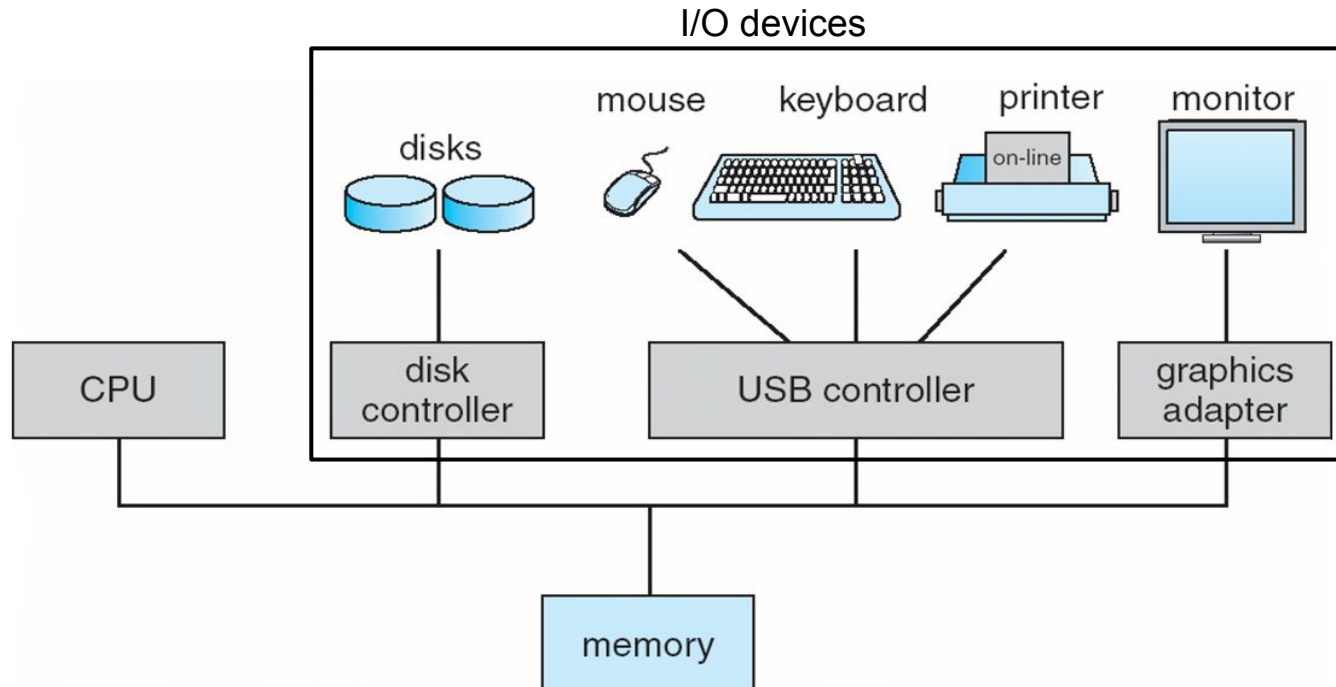 I/O devices
mouse
keyboard
printer
monitor
disks
on-line
CPU
disk
controller
USB controller
graphics
adapter
memory